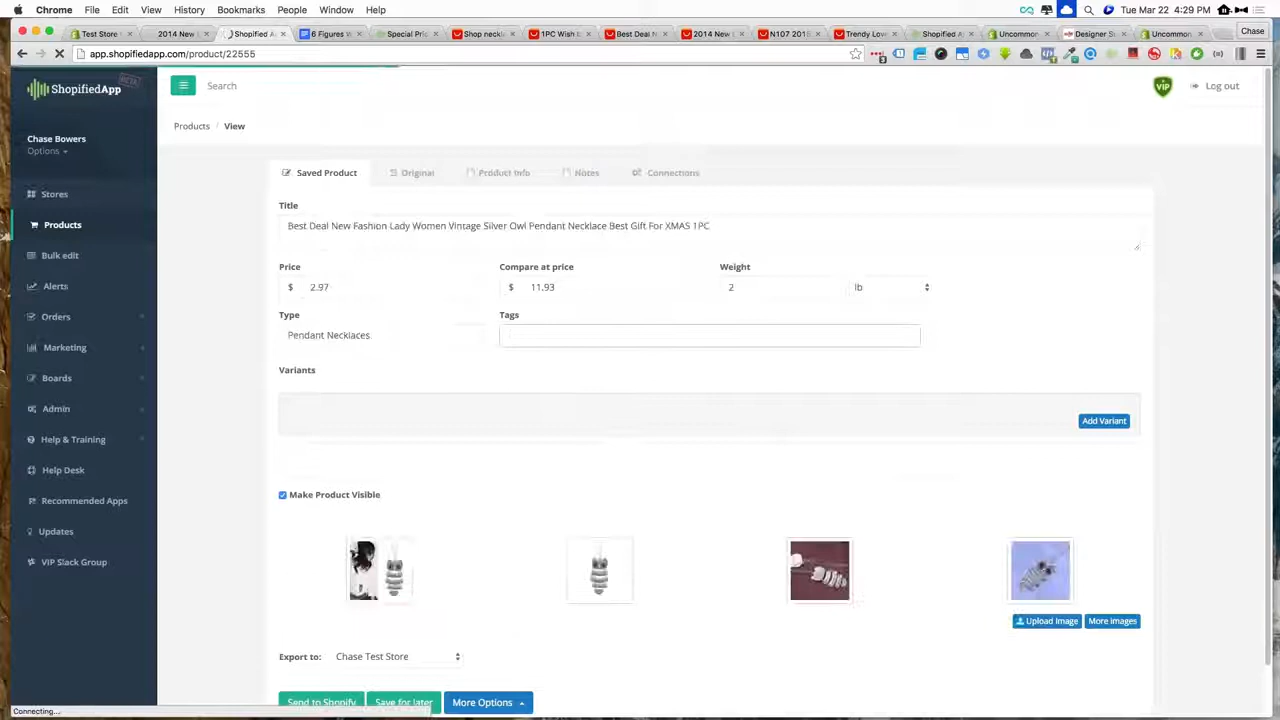 Chrome File Edit View History Bookmarks People Window Help Tue Mar 22 4:29 PM
Test Store 2014 New Shopified Ap 6 Figures Special Pric Shop neckl 1PC Wish Best Deal N 2014 New N107 2015 Trendy Love Shopified Ap Uncommon Designer S Uncommon Chase
app.shopifiedapp.com/product/22555
ShopifiedApp
BETA
Search
VIP
Log out
Chase Bowers
Options
Products / View
Stores
Products
Bulk edit
Alerts
Orders
Marketing
Boards
Admin
Help & Training
Help Desk
Recommended Apps
Updates
VIP Slack Group
Saved Product Original Product Info Notes Connections
Title
Best Deal New Fashion Lady Women Vintage Silver Owl Pendant Necklace Best Gift For XMAS 1PC
Price Compare at price Weight
$ 2.97 $ 11.93 2 lb
Type Tags
Pendant Necklaces
Variants
Add Variant
Make Product Visible
Upload Image More images
Export to: Chase Test Store
Send to Shopify Save for later More Options
Connecting...